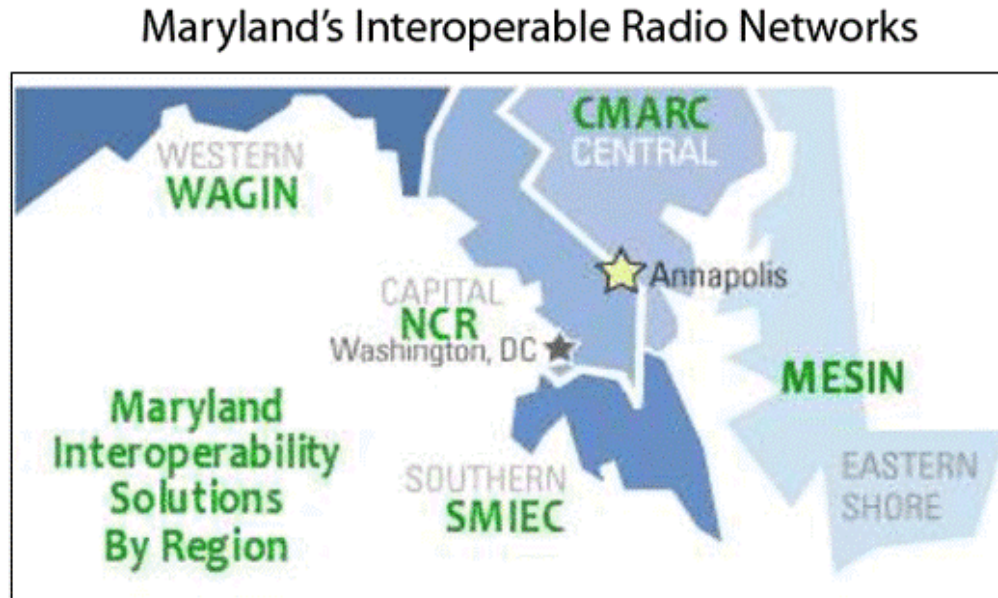 Maryland's Interoperable Radio Networks
CMARC
CENTRAL
WESTERN
WAGIN
Annapolis
CAPITAL
NCR
Washington, DC
MESIN
Maryland
Interoperability
Solutions
By Region
SOUTHERN
SMIEC
EASTERN
SHORE